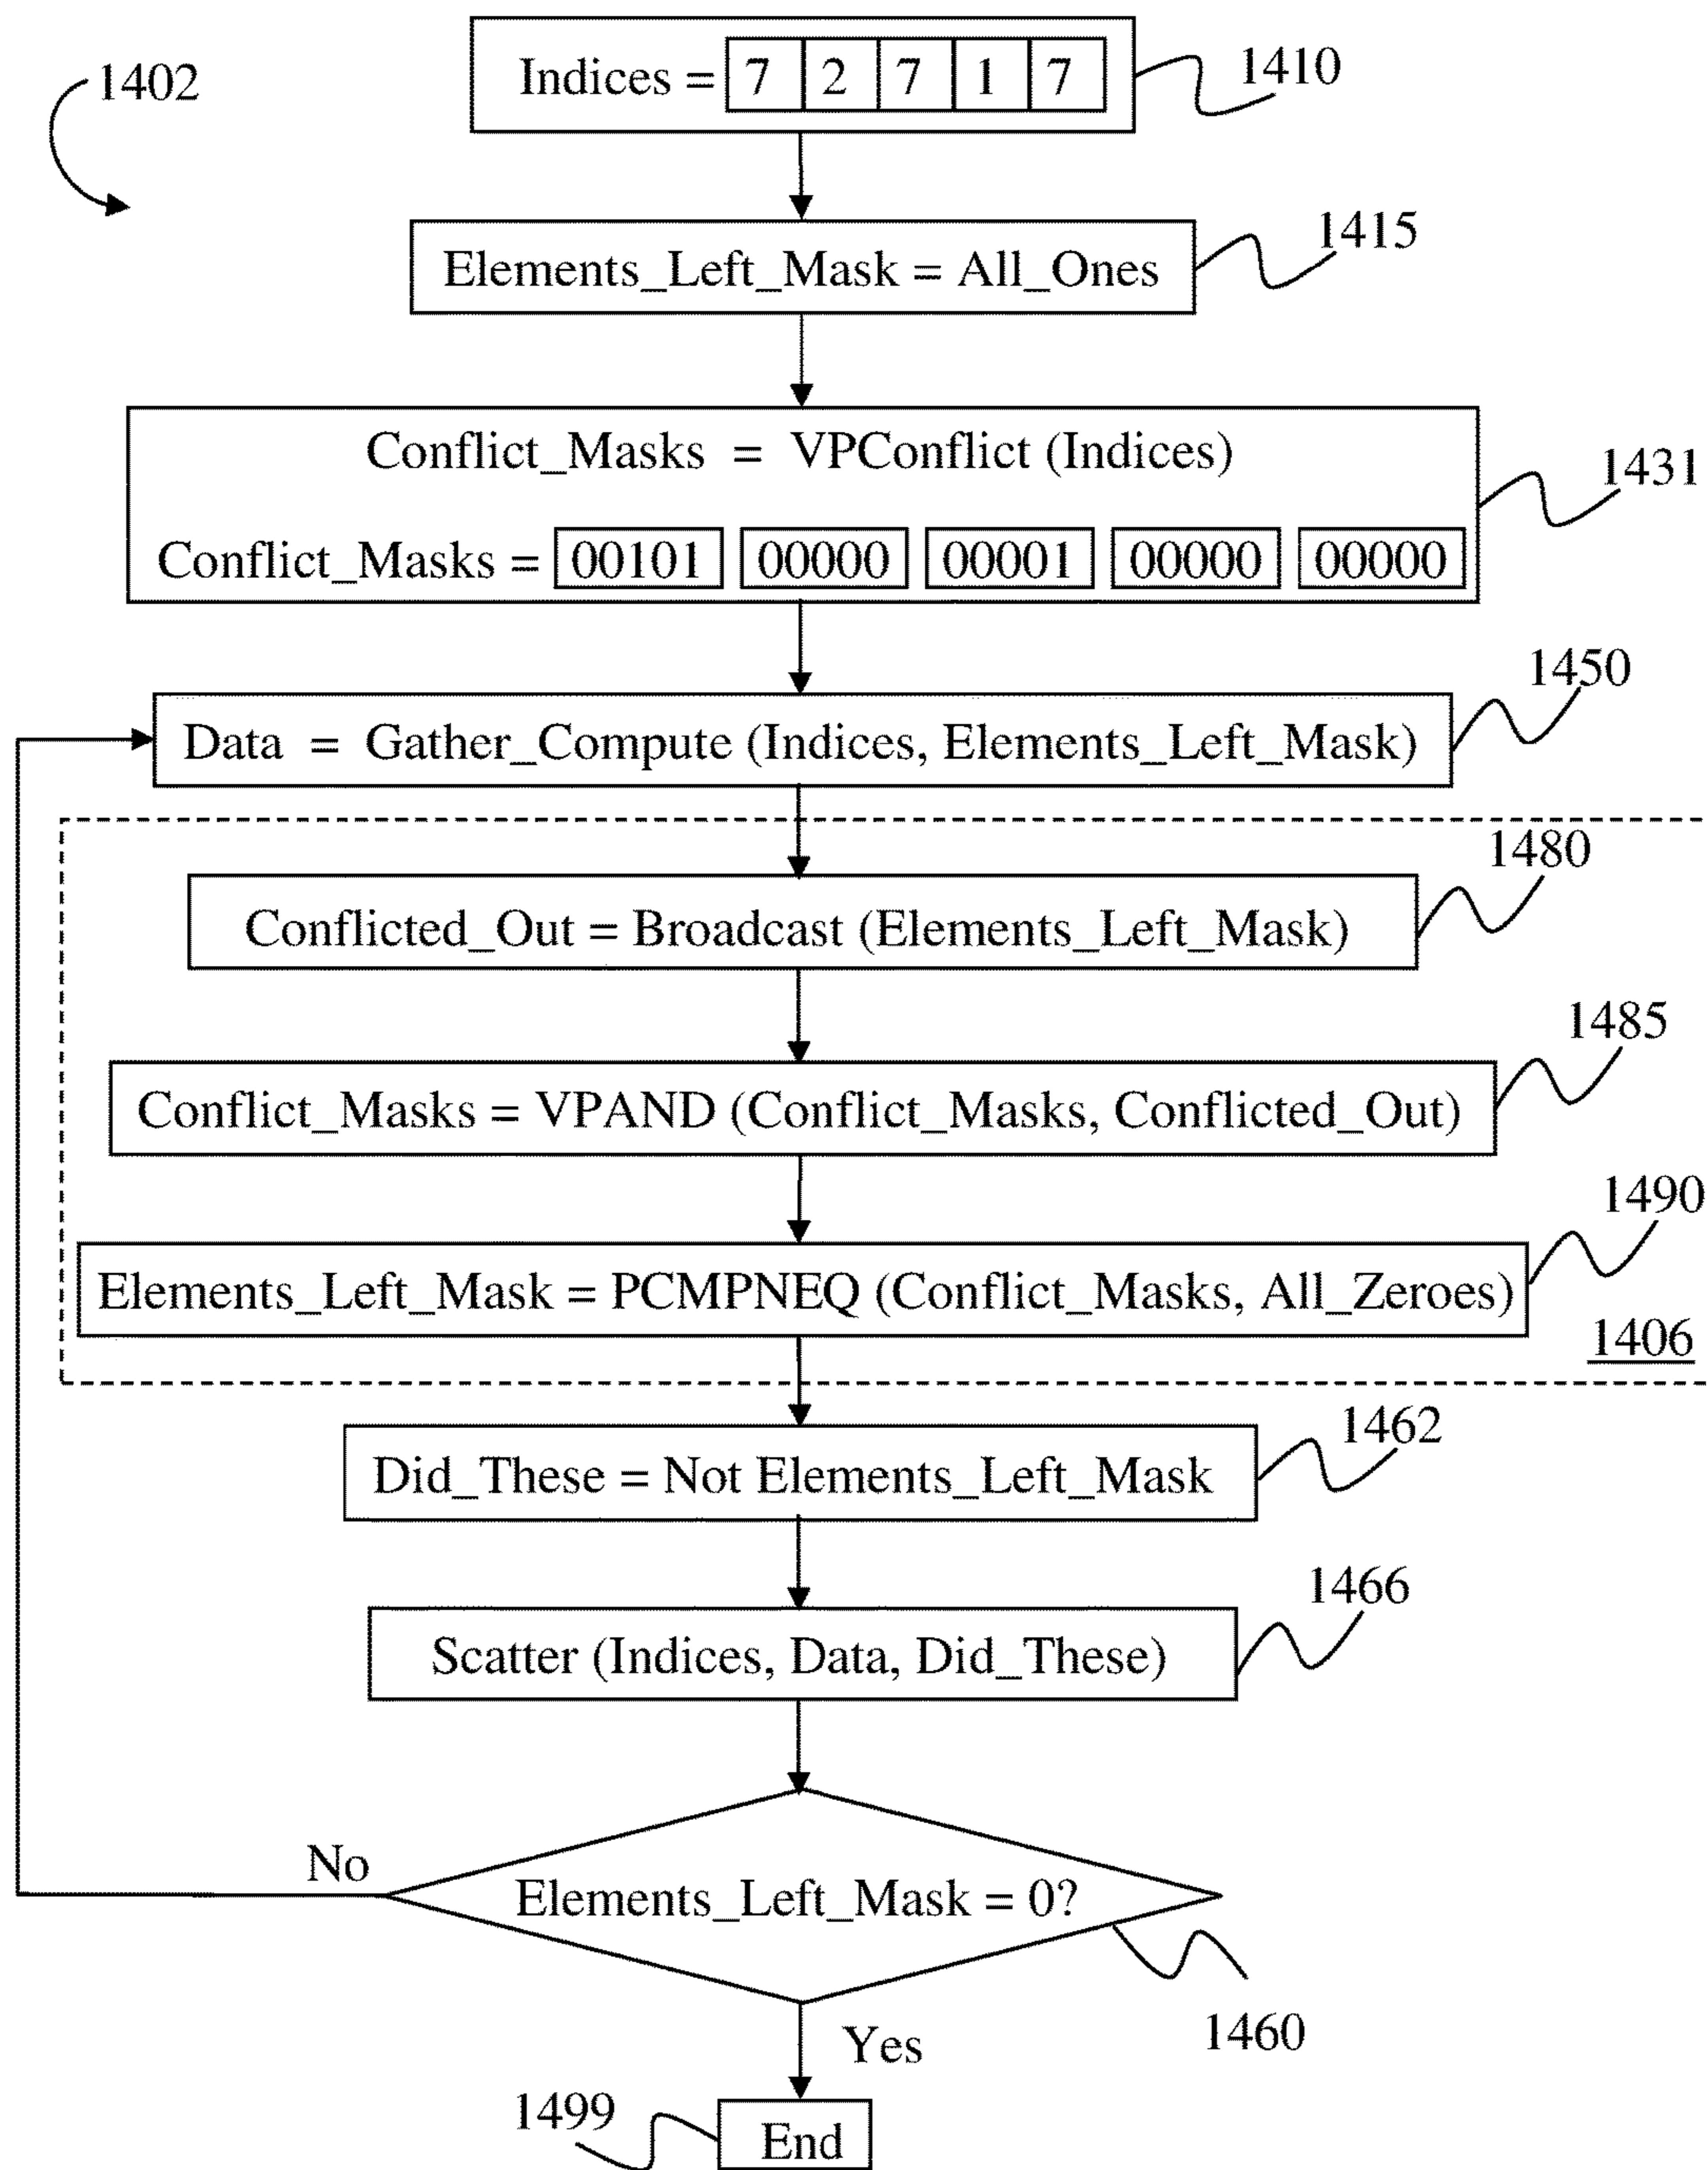 1402
Indices = 7 2 7 1 7
1410
Elements_Left_Mask = All_Ones
1415
Conflict_Masks = VPConflict (Indices)
1431
Conflict_Masks = 00101 00000 00001 00000 00000
1450
Data = Gather_Compute (Indices, Elements_Left_Mask)
1480
Conflicted_Out = Broadcast (Elements_Left_Mask)
1485
Conflict_Masks = VPAND (Conflict_Masks, Conflicted_Out)
1490
Elements_Left_Mask = PCMPNEQ (Conflict_Masks, All_Zeroes)
1406
1462
Did_These = Not Elements_Left_Mask
1466
Scatter (Indices, Data, Did_These)
No
Elements_Left_Mask = 0?
1460
Yes
1499
End